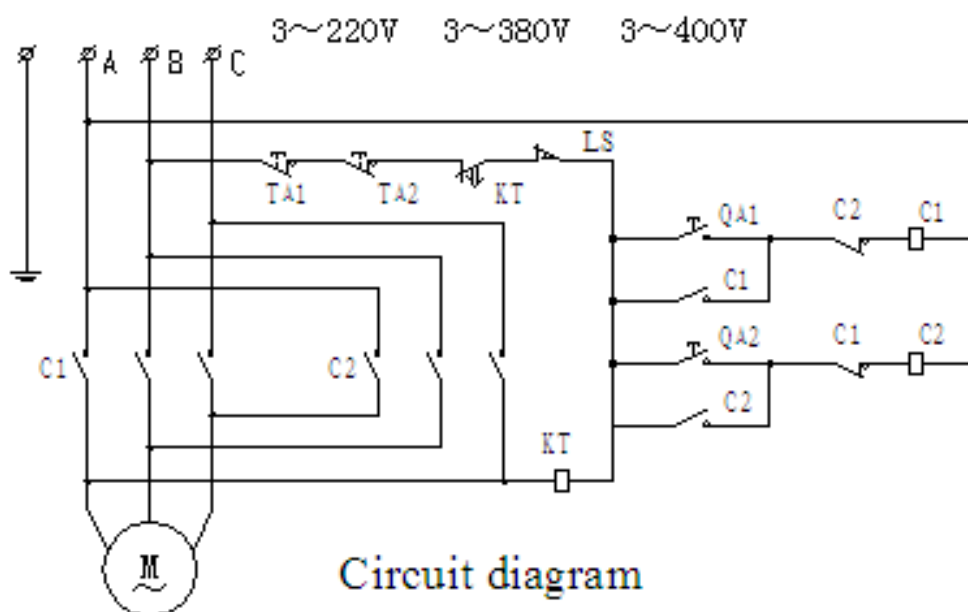 3～220V 3～380V 3～400V
A B C
LS
TA1 TA2 KT
QA1 C2 C1
C1
C1 C2 QA2 C1 C2
C2
KT
M
~
Circuit diagram